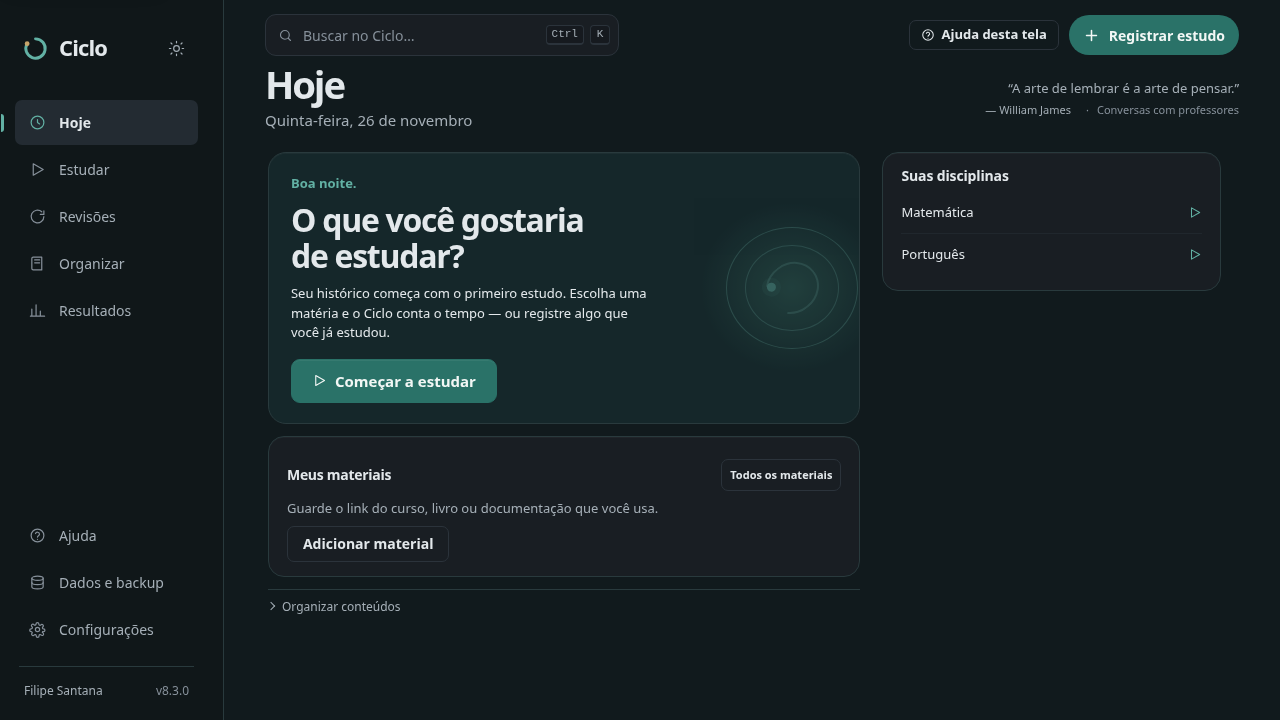 Ciclo
Hoje
Estudar
Revisões
Organizar
Resultados
Ajuda
Dados e backup
Configurações
Filipe Santana v8.3.0
Buscar no Ciclo... Ctrl K
Ajuda desta tela
Registrar estudo
Hoje
Quinta-feira, 26 de novembro
“A arte de lembrar é a arte de pensar.”
— William James · Conversas com professores
Boa noite.
O que você gostaria
de estudar?
Seu histórico começa com o primeiro estudo. Escolha uma
matéria e o Ciclo conta o tempo — ou registre algo que
você já estudou.
Começar a estudar
Suas disciplinas
Matemática
Português
Meus materiais
Todos os materiais
Guarde o link do curso, livro ou documentação que você usa.
Adicionar material
Organizar conteúdos